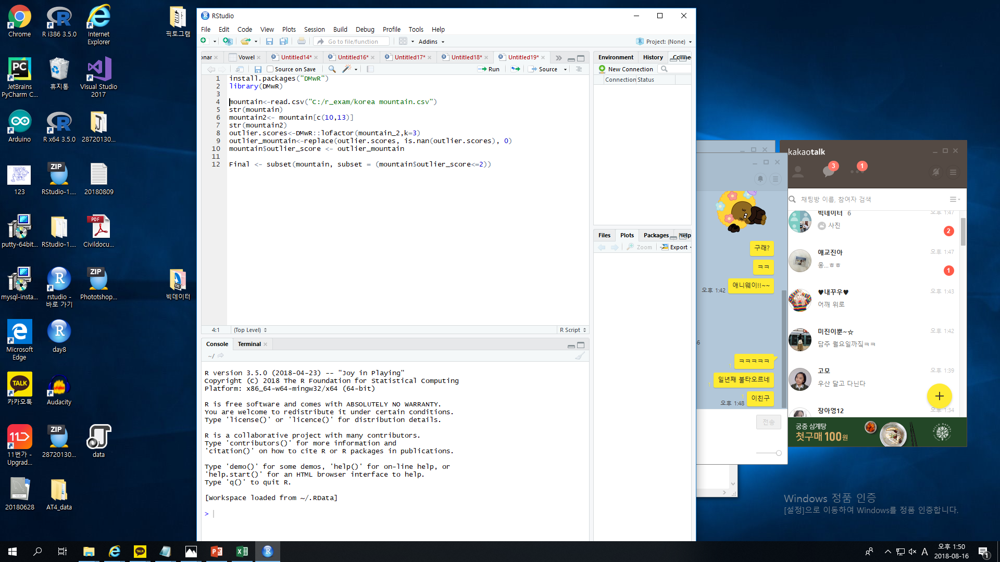 Chrome
R i386 3.5.0
Internet
Explorer
픽토그램
JetBrains
PyCharm C...
휴지통
Visual Studio
2017
Arduino
R x64 3.5.0
28720130...
123
ZIP
RStudio-1....
20180809
putty-64bit...
RStudio-1....
PDF
Civildocu...
mysql-insta...
rstudio -
바로 가기
ZIP
Phototshop...
EXE
빅데이터
Microsoft
Edge
day8
TALK
카카오톡
Audacity
11번가 -
Upgrad...
ZIP
28720130...
data
20180628
AT4_data
RStudio
File Edit Code View Plots Session Build Debug Profile Tools Help
Go to file/function
Addins
Project: (None)
onar
Vowel
Untitled14*
Untitled16*
Untitled17*
Untitled18*
Untitled19*
Source on Save
Run
Source
1 install.packages("DMwR")
2 library(DMwR)
3
4 mountain<-read.csv("C:/r_exam/korea mountain.csv")
5 str(mountain)
6 mountain2<- mountain[c(10,13)]
7 str(mountain2)
8 outlier.scores<-DMwR::lofactor(mountain_2,k=3)
9 outlier_mountain<-replace(outlier.scores, is.nan(outlier.scores), 0)
10 mountain$outlier_score <- outlier_mountain
11
12 Final <- subset(mountain, subset = (mountain$outlier_score<=2))
4:1 (Top Level) R Script
Console Terminal
~/
R version 3.5.0 (2018-04-23) -- "Joy in Playing"
Copyright (C) 2018 The R Foundation for Statistical Computing
Platform: x86_64-w64-mingw32/x64 (64-bit)
R is free software and comes with ABSOLUTELY NO WARRANTY.
You are welcome to redistribute it under certain conditions.
Type 'license()' or 'licence()' for distribution details.
R is a collaborative project with many contributors.
Type 'contributors()' for more information and
'citation()' on how to cite R or R packages in publications.
Type 'demo()' for some demos, 'help()' for on-line help, or
'help.start()' for an HTML browser interface to help.
Type 'q()' to quit R.
[Workspace loaded from ~/.RData]
>
Environment History Conne
New Connection
Connection Status
Files Plots Packages Help
Zoom Export
구래?
ㅋㅋ
오후 1:42 애니웨이!!~~
6
1 ㅋㅋㅋㅋㅋ
1 일년째 불타오르네
1
오후 1:48 이친구
전송
kakaotalk
3
1
채팅방 이름, 참여자 검색
빅데이터 6 오후 1:47
사진
2
애교진아 오후 1:47
웅...ㅎㅎ
1
♥내꾸우♥ 오후 1:43
어깨 위로
미진이뿐~☆ 오후 1:42
담주 월요일까짘ㅋㅋ
고모 오후 1:39
우산 달고 다닌다
장아영12 오후 1:34
궁중 삼계탕
첫구매 100원
Windows 정품 인증
[설정]으로 이동하여 Windows를 정품 인증합니다.
A
오후 1:50
2018-08-16
1